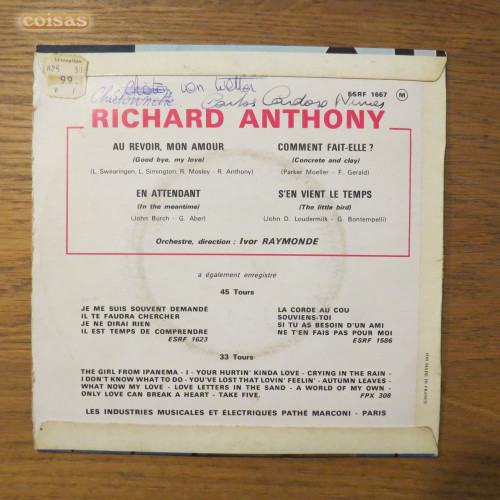 coisas
99.
ESRF 1667 M
Carlos Cardoso Nunes
RICHARD ANTHONY
AU REVOIR, MON AMOUR
(Good bye, my love)
(L. Swearingen, L. Simington, R. Mosley - R. Anthony)
COMMENT FAIT-ELLE ?
(Concrete and clay)
(Parker Moeller - F. Gerald)
EN ATTENDANT
(In the meantime)
(John Burch - G. Aber)
S'EN VIENT LE TEMPS
(The little bird)
(John D. Loudermilk - G. Bontempelli)
Orchestre, direction : Ivor RAYMONDE
a également enregistré
45 Tours
JE ME SUIS SOUVENT DEMANDÉ
IL TE FAUDRA CHERCHER
JE NE DIRAI RIEN
IL EST TEMPS DE COMPRENDRE
ESRF 1623
LA CORDE AU COU
SOUVIENS-TOI
SI TU AS BESOIN D'UN AMI
NE T'EN FAIS PAS POUR MOI
ESRF 1586
33 Tours
THE GIRL FROM IPANEMA - I - YOUR HURTIN' KINDA LOVE - CRYING IN THE RAIN -
I DON'T KNOW WHAT TO DO - YOU'VE LOST THAT LOVIN' FEELIN' - AUTUMN LEAVES -
WHAT NOW MY LOVE - LOVE LETTERS IN THE SAND - A WORLD OF MY OWN -
ONLY LOVE CAN BREAK A HEART - TAKE FIVE.
FPX 308
LES INDUSTRIES MUSICALES ET ÉLECTRIQUES PATHÉ MARCONI - PARIS